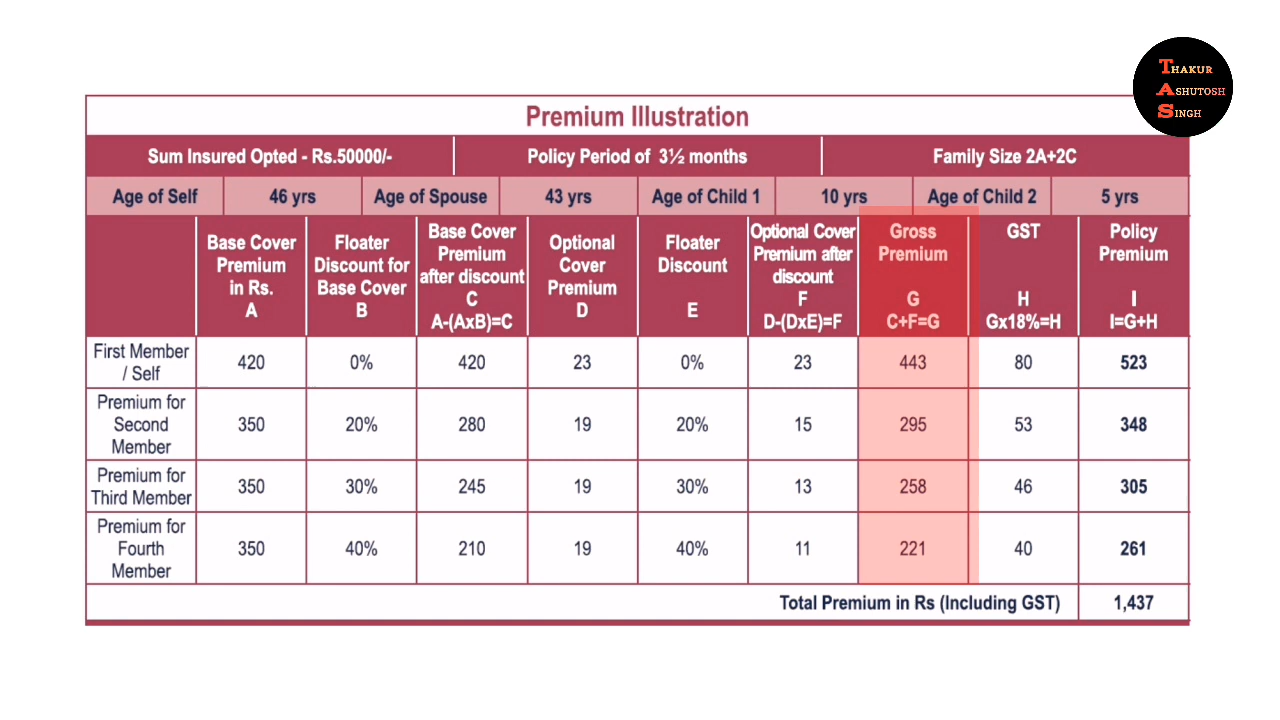 THAKUR
ASHUTOSH
SINGH
Premium Illustration
Sum Insured Opted - Rs.50000/- Policy Period of 3½ months Family Size 2A+2C
Age of Self 46 yrs Age of Spouse 43 yrs Age of Child 1 10 yrs Age of Child 2 5 yrs
Base Cover Premium in Rs. A Floater Discount for Base Cover B Base Cover Premium after discount C A-(AxB)=C Optional Cover Premium D Floater Discount E Optional Cover Premium after discount F D-(DxE)=F Gross Premium G C+F=G GST H Gx18%=H Policy Premium I I=G+H
First Member / Self 420 0% 420 23 0% 23 443 80 523
Premium for Second Member 350 20% 280 19 20% 15 295 53 348
Premium for Third Member 350 30% 245 19 30% 13 258 46 305
Premium for Fourth Member 350 40% 210 19 40% 11 221 40 261
Total Premium in Rs (Including GST) 1,437